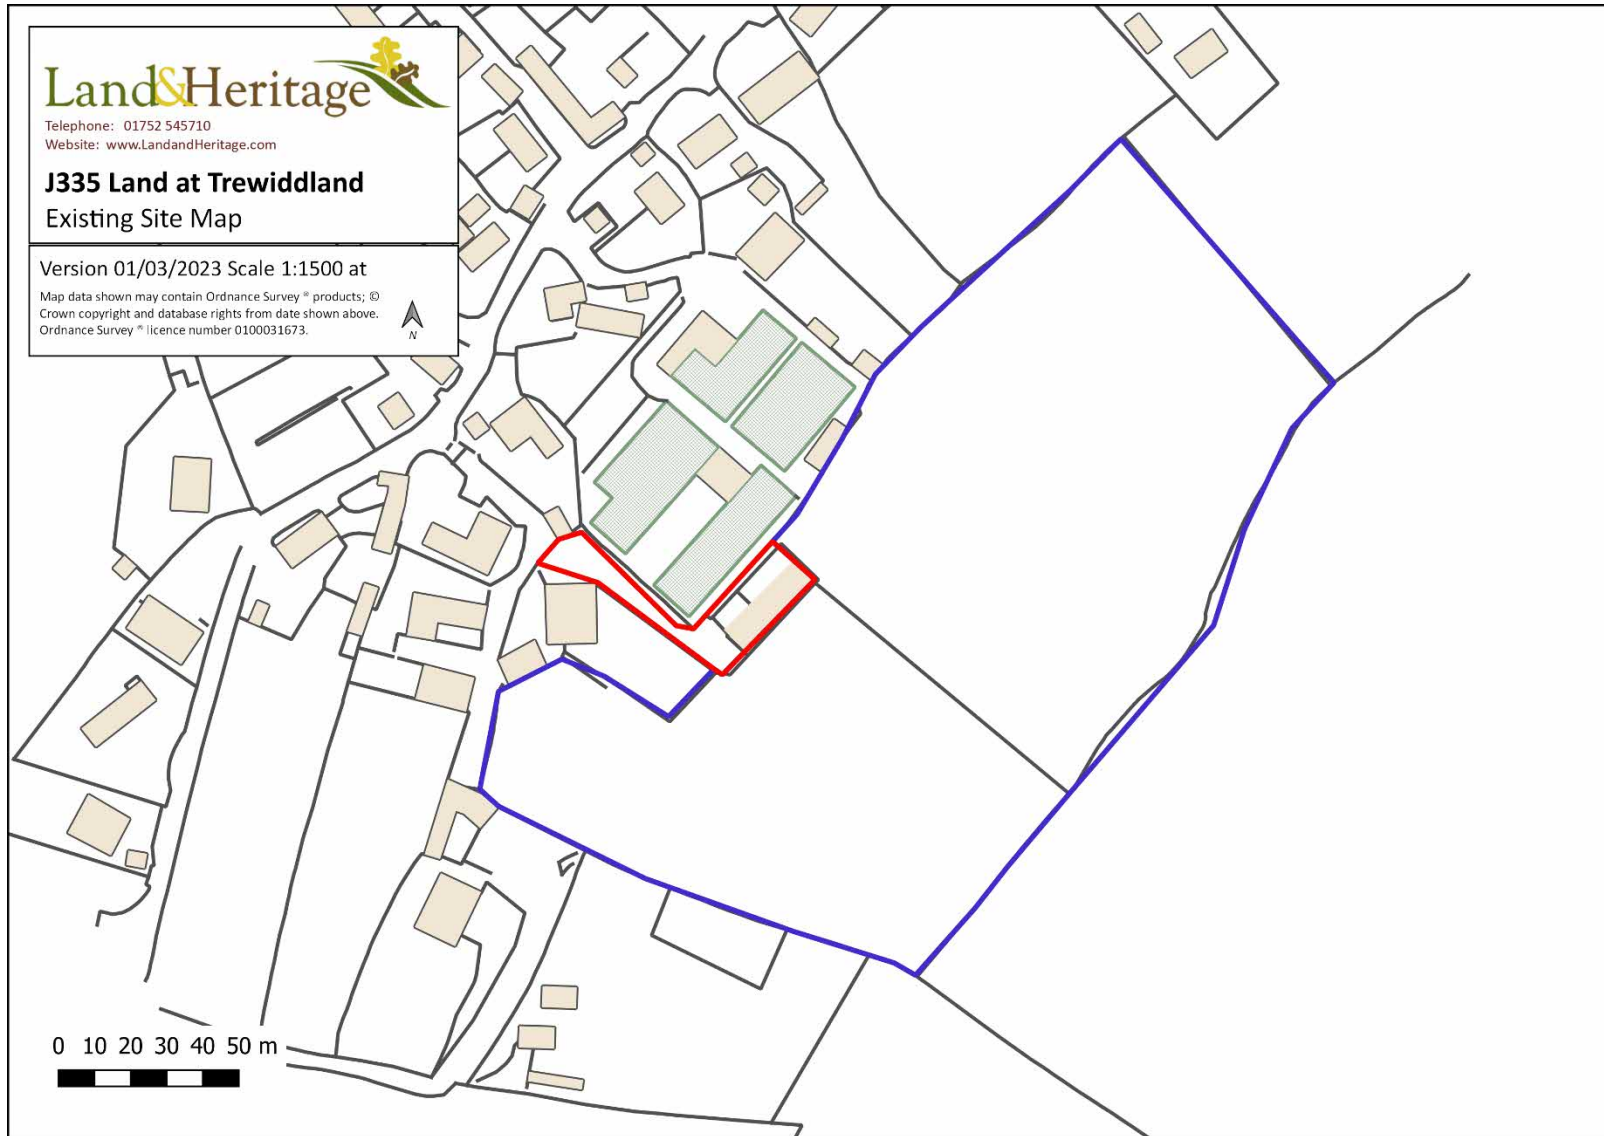 Land&Heritage
Telephone: 01752 545710
Website: www.LandandHeritage.com
J335 Land at Trewiddland
Existing Site Map
Version 01/03/2023 Scale 1:1500 at
Map data shown may contain Ordnance Survey ® products; ©
Crown copyright and database rights from date shown above.
Ordnance Survey ® licence number 0100031673.
N
0 10 20 30 40 50 m